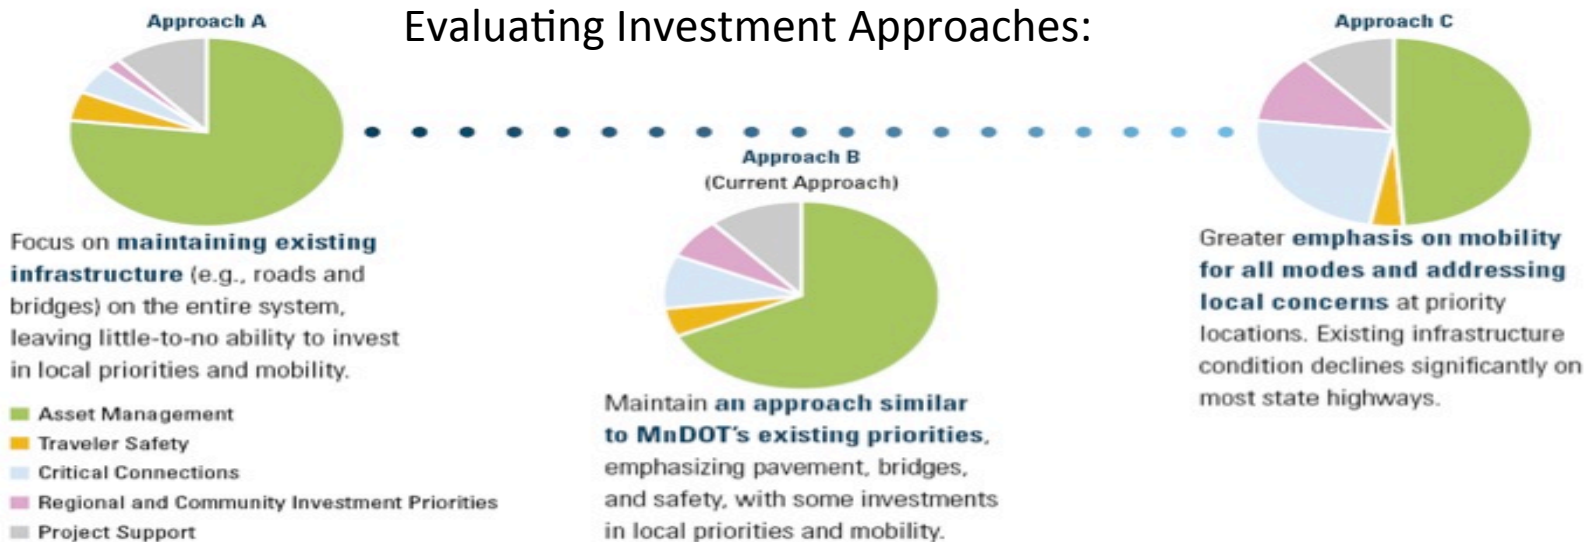 Evaluating Investment Approaches:
Approach A
Focus on maintaining existing
infrastructure (e.g., roads and
bridges) on the entire system,
leaving little-to-no ability to invest
in local priorities and mobility.
Asset Management
Traveler Safety
Critical Connections
Regional and Community Investment Priorities
Project Support
Approach B
(Current Approach)
Maintain an approach similar
to MnDOT's existing priorities,
emphasizing pavement, bridges,
and safety, with some investments
in local priorities and mobility.
Approach C
Greater emphasis on mobility
for all modes and addressing
local concerns at priority
locations. Existing infrastructure
condition declines significantly on
most state highways.